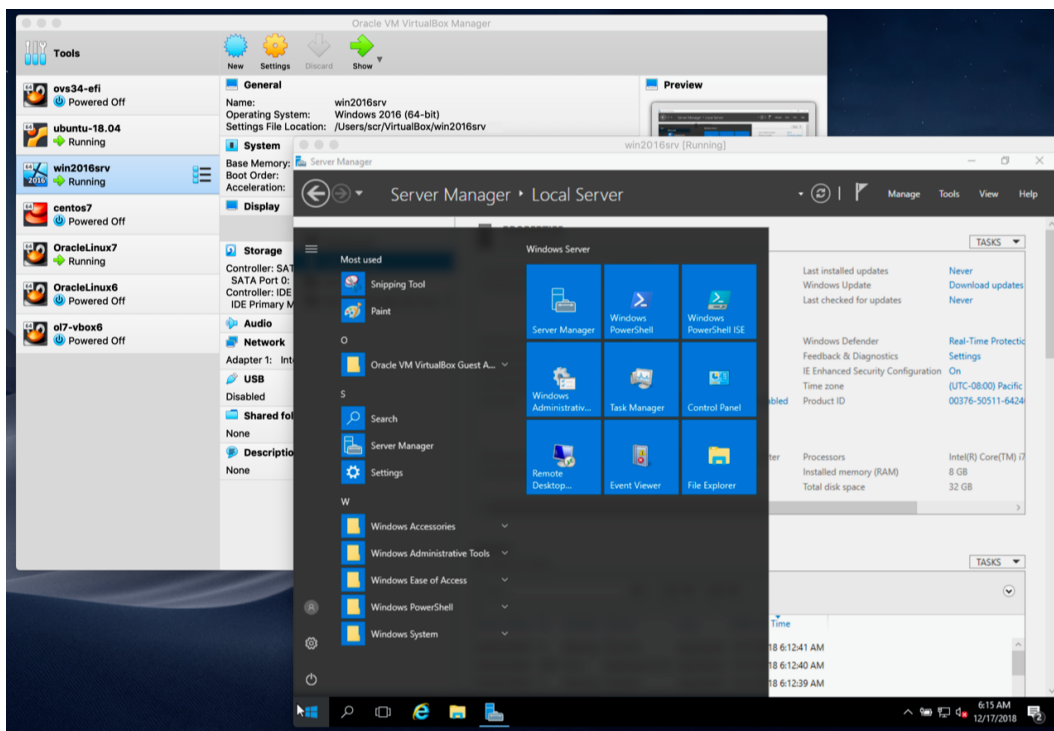 Oracle VM VirtualBox Manager
Tools
New Settings Discard Show
ovs34-efi
Powered Off
ubuntu-18.04
Running
win2016srv
Running
centos7
Powered Off
OracleLinux7
Running
OracleLinux6
Powered Off
ol7-vbox6
Powered Off
General
Name: win2016srv
Operating System: Windows 2016 (64-bit)
Settings File Location: /Users/scr/VirtualBox/win2016srv
System
Base Memory:
Boot Order:
Acceleration:
Display
Storage
Controller: SAT
SATA Port 0:
Controller: IDE
IDE Primary M
Audio
Network
Adapter 1: Int
USB
Disabled
Shared fol
None
Descriptio
None
Preview
win2016srv [Running]
Server Manager
Server Manager • Local Server
Manage Tools View Help
TASKS
Last installed updates Never
Windows Update Download updates
Last checked for updates Never
Windows Defender Real-Time Protectio
Feedback & Diagnostics Settings
IE Enhanced Security Configuration On
Time zone (UTC-08:00) Pacific
Product ID 00376-50511-6424
Processors Intel(R) Core(TM) i7
Installed memory (RAM) 8 GB
Total disk space 32 GB
TASKS
Time
18 6:12:41 AM
18 6:12:40 AM
18 6:12:39 AM
Most used
Snipping Tool
Paint
O
Oracle VM VirtualBox Guest A...
S
Search
Server Manager
Settings
W
Windows Accessories
Windows Administrative Tools
Windows Ease of Access
Windows PowerShell
Windows System
Windows Server
Server Manager
Windows PowerShell
Windows PowerShell ISE
Windows Administrativ...
Task Manager
Control Panel
Remote Desktop...
Event Viewer
File Explorer
6:15 AM
12/17/2018
2